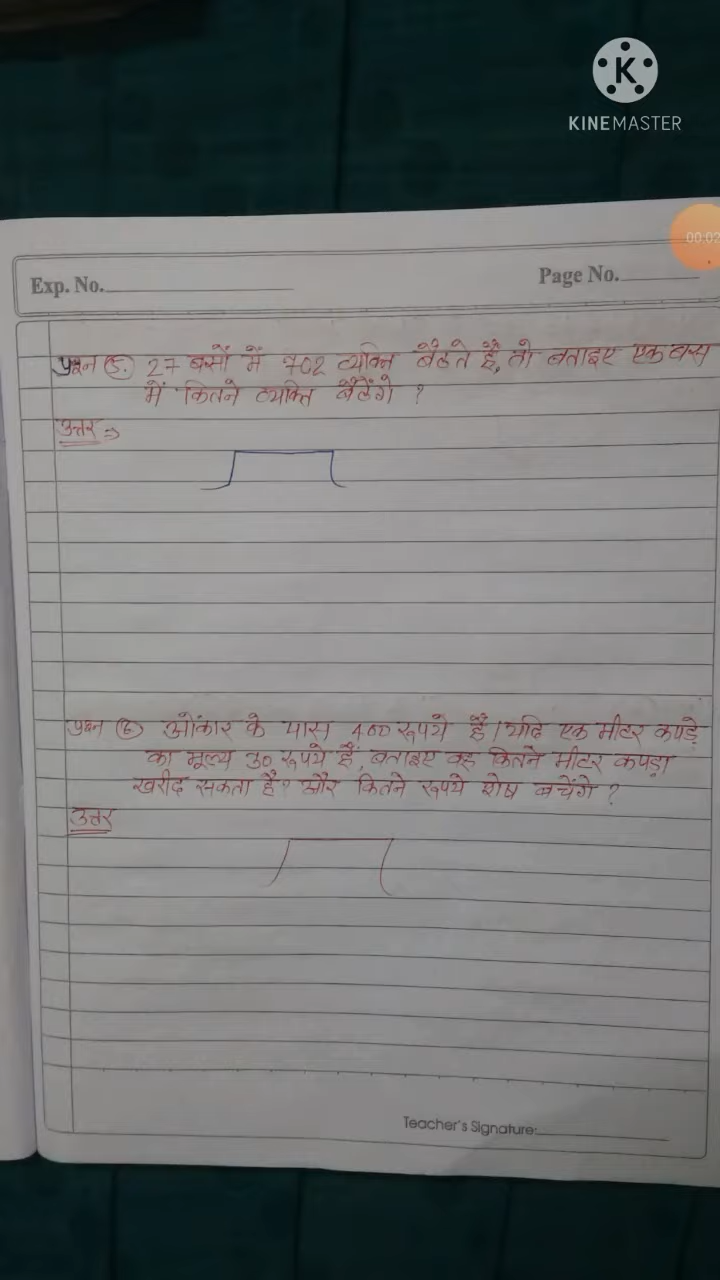 KINEMASTER
00:02
Exp. No.
Page No.
प्रश्न 5. 27 बसों में 702 व्यक्ति बैठते है, तो बताइए एक बस
में कितने व्यक्ति बैठेंगे ?
उत्तर ⇒
प्रश्न 6 ओंकार के पास 400 रूपये है। यदि एक मीटर कपड़े
का मूल्य 30 रूपये है, बताइए वह कितने मीटर कपड़ा
खरीद सकता है? और कितने रूपये शेष बचेंगे ?
उत्तर
Teacher's Signature: